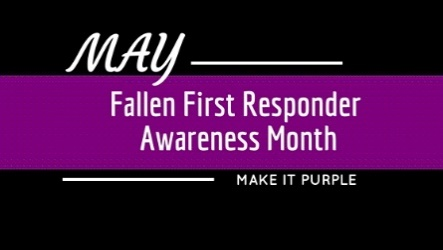 MAY
Fallen First Responder
Awareness Month
MAKE IT PURPLE